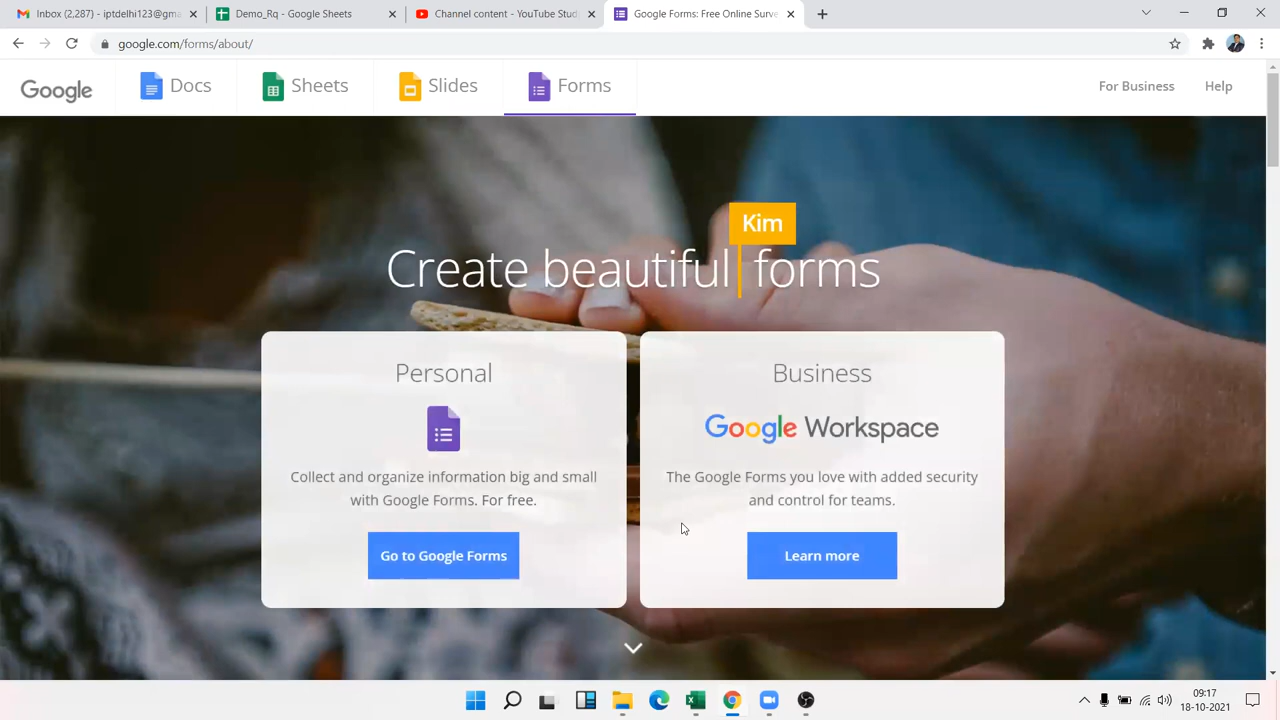 Inbox (2,287) - iptdelhi123@gma
Demo_Rq - Google Sheets
Channel content - YouTube Stud
Google Forms: Free Online Surve
google.com/forms/about/
Google
Docs
Sheets
Slides
Forms
For Business
Help
Kim
Create beautiful forms
Personal
Collect and organize information big and small
with Google Forms. For free.
Go to Google Forms
Business
Google Workspace
The Google Forms you love with added security
and control for teams.
Learn more
09:17
18-10-2021